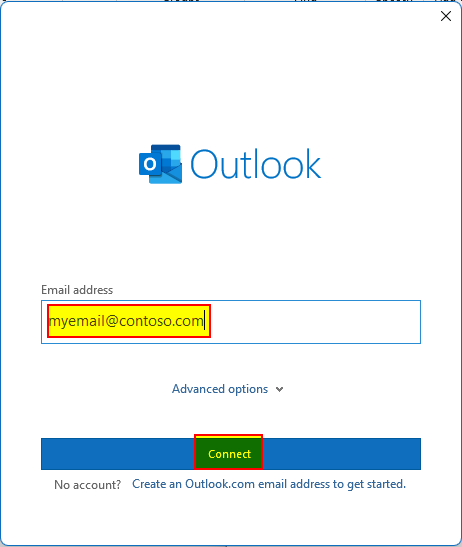 Outlook
Email address
myemail@contoso.com
Advanced options
Connect
No account? Create an Outlook.com email address to get started.